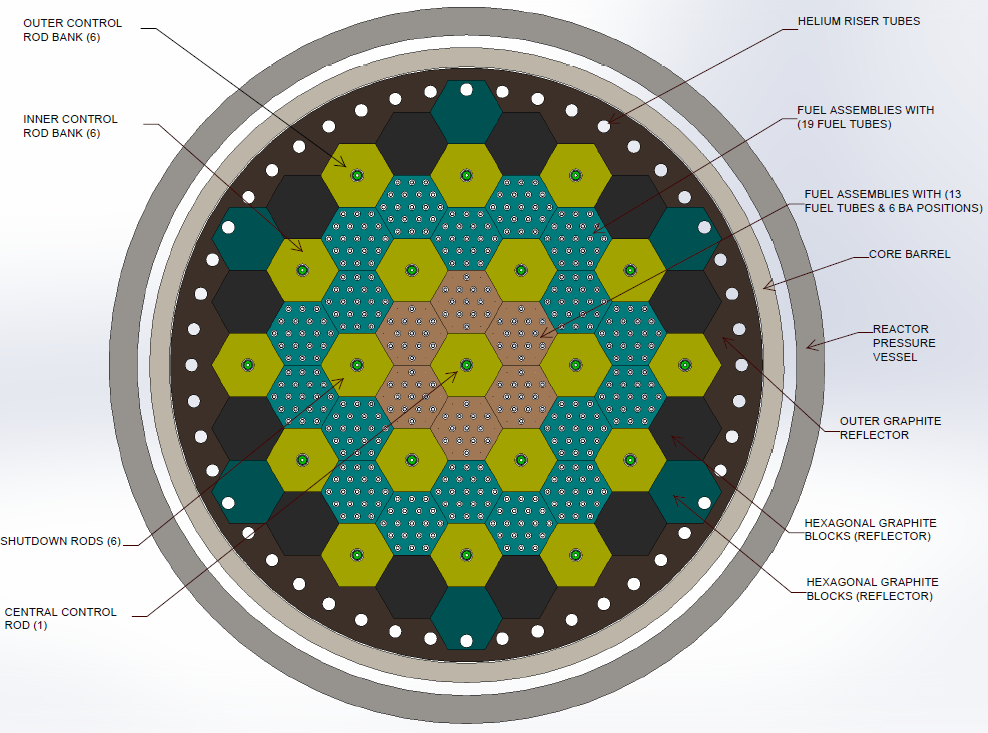 OUTER CONTROL
ROD BANK (6)
INNER CONTROL
ROD BANK (6)
SHUTDOWN RODS (6)
CENTRAL CONTROL
ROD (1)
HELIUM RISER TUBES
FUEL ASSEMBLIES WITH
(19 FUEL TUBES)
FUEL ASSEMBLIES WITH (13
FUEL TUBES & 6 BA POSITIONS)
CORE BARREL
REACTOR
PRESSURE
VESSEL
OUTER GRAPHITE
REFLECTOR
HEXAGONAL GRAPHITE
BLOCKS (REFLECTOR)
HEXAGONAL GRAPHITE
BLOCKS (REFLECTOR)